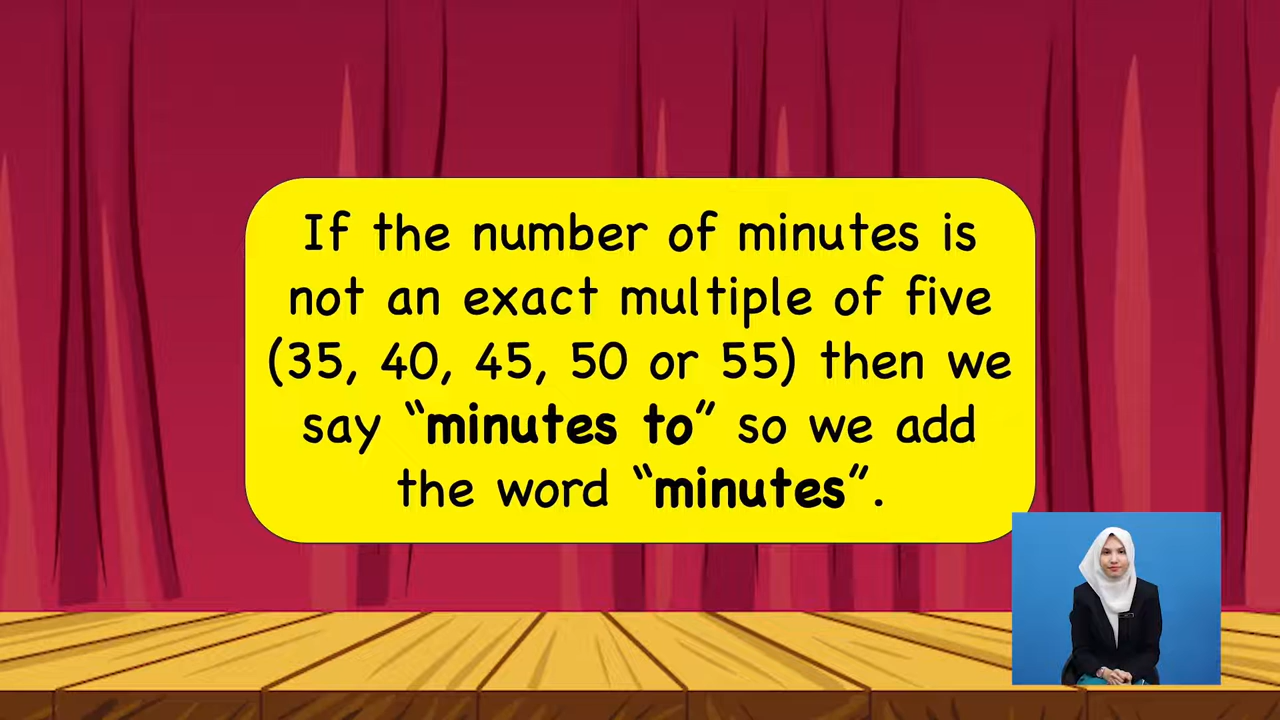 If the number of minutes is
not an exact multiple of five
(35, 40, 45, 50 or 55) then we
say “minutes to” so we add
the word “minutes”.